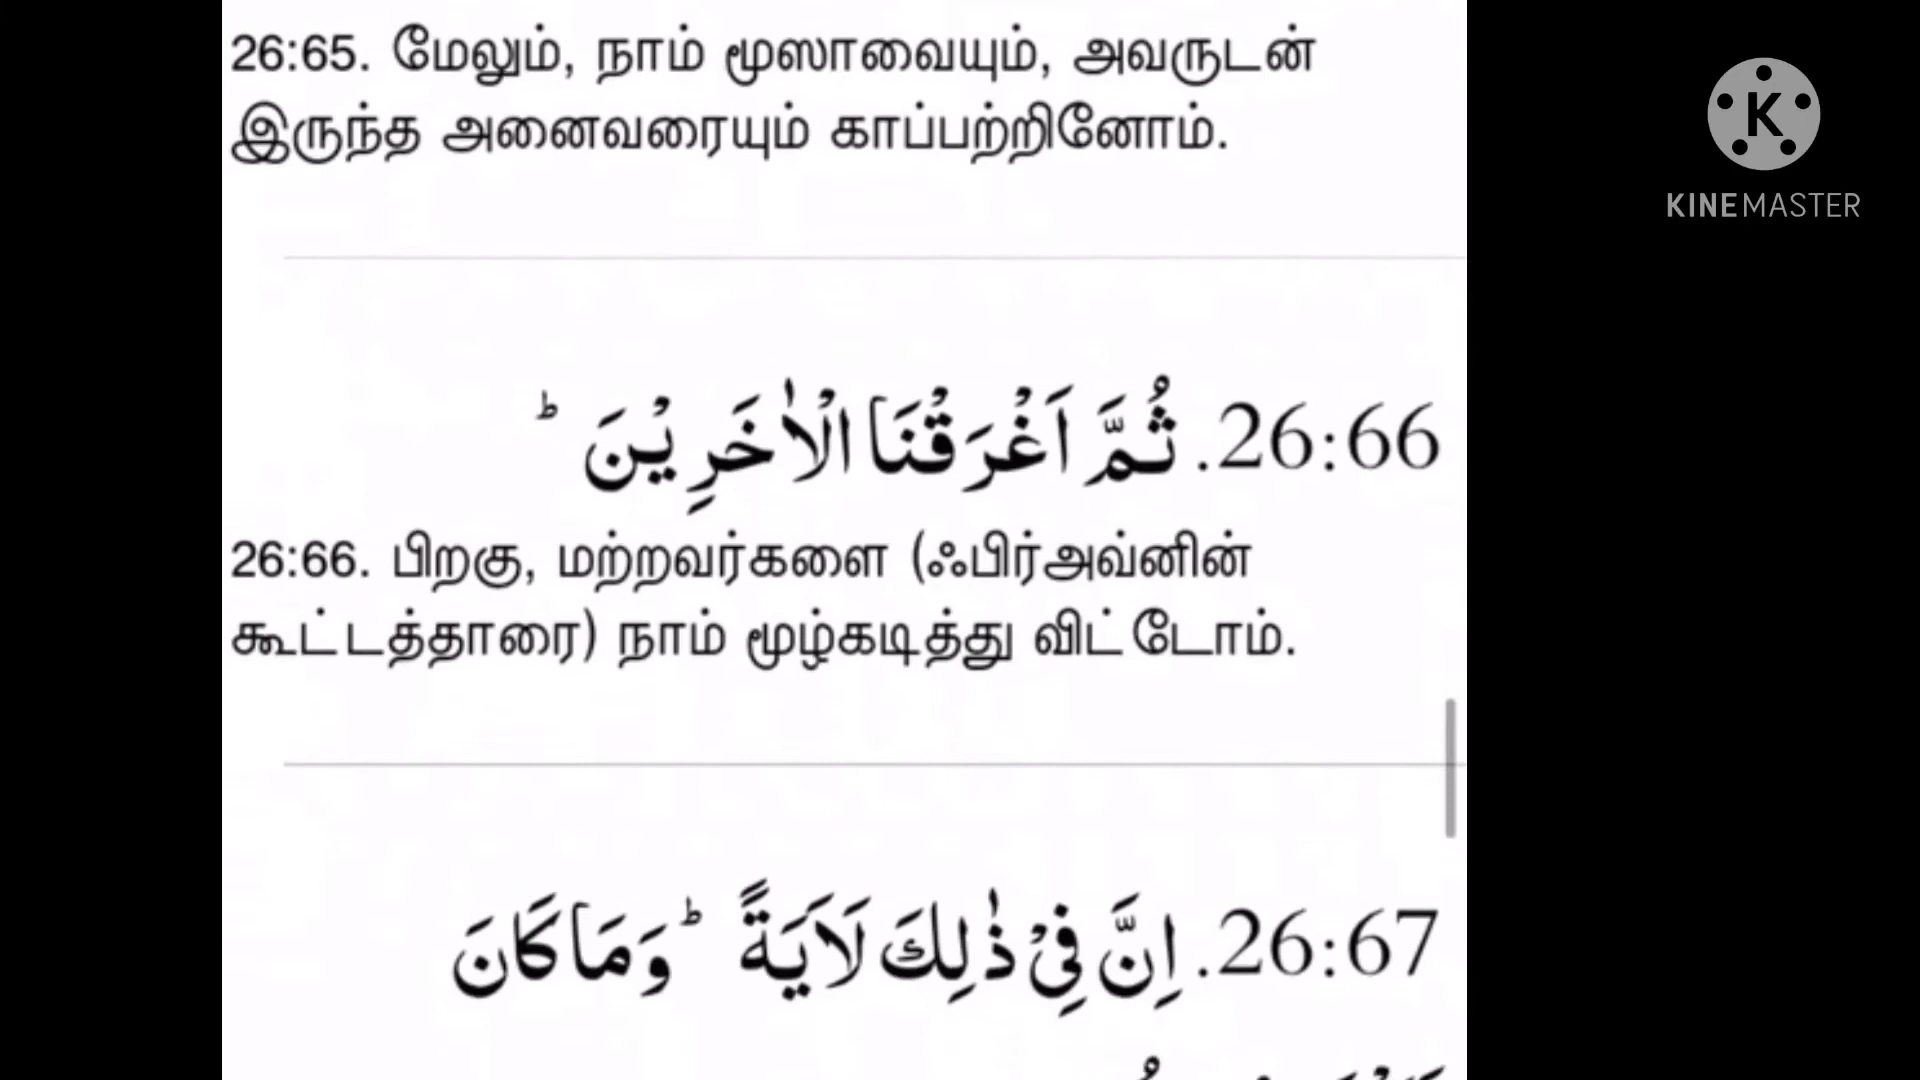 26:65. மேலும், நாம் மூஸாவையும், அவருடன்
இருந்த அனைவரையும் காப்பற்றினோம்.
26:66. ثُمَّ اَغْرَقْنَا الْاٰخَرِيْنَ ؕ
26:66. பிறகு, மற்றவர்களை (ஃபிர்அவ்னின்
கூட்டத்தாரை) நாம் மூழ்கடித்து விட்டோம்.
26:67. اِنَّ فِىْ ذٰلِكَ لَاَيَةً ؕ وَمَا كَانَ
K
KINEMASTER